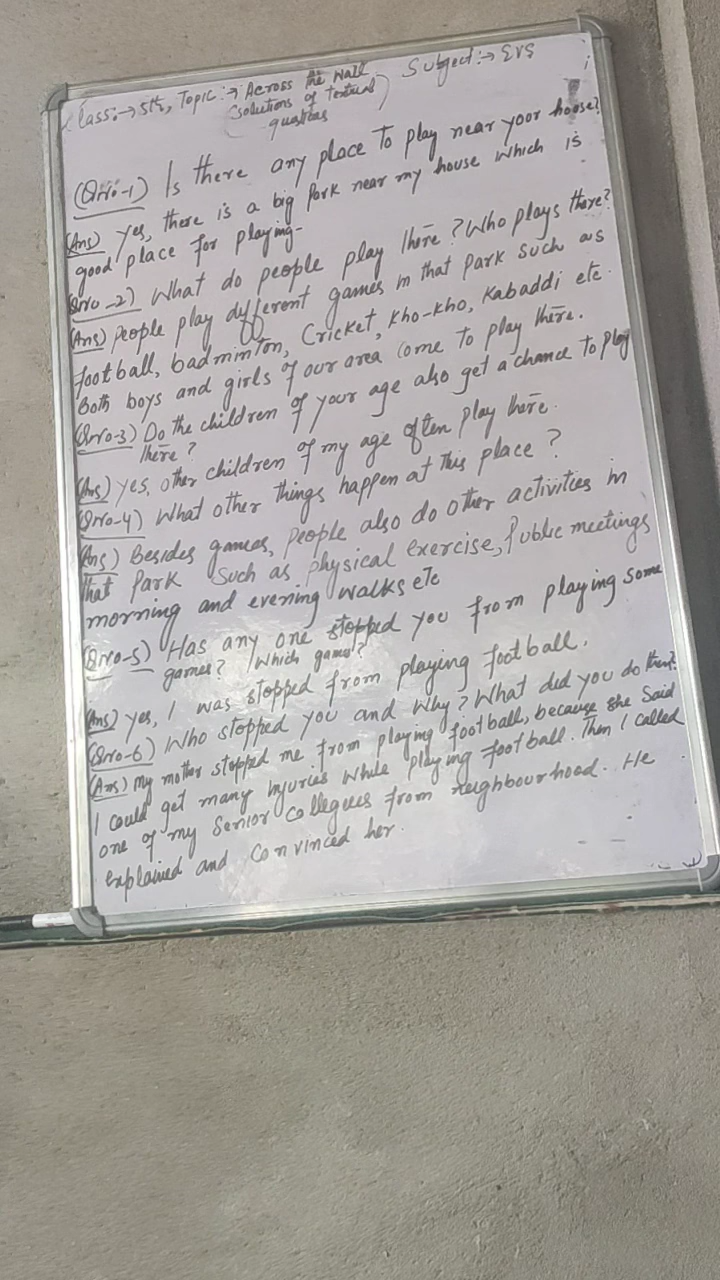 Class:→ 5th, Topic:→ Across the Wall Subject:→ EVS
(solutions of textual
questions)
(QNo-1) Is there any place to play near your house?
(Ans) Yes, there is a big Park near my house which is
good place for playing-
(QNo-2) What do people play there? Who plays there?
(Ans) People play different games in that Park such as
football, badminton, Cricket, Kho-kho, Kabaddi etc.
Both boys and girls of our area come to play there.
(QNo-3) Do the children of your age also get a chance to play
there?
(Ans) Yes, other children of my age often play there.
(QNo-4) What other things happen at this place?
(Ans) Besides games, People also do other activities in
that Park Such as physical exercise, Public meetings
morning and evening walks etc
(QNo-5) Has any one stopped you from playing some
games? Which game?
(Ans) Yes, I was stopped from playing football.
(QNo-6) Who stopped you and Why? What did you do then?
(Ans) My mother stopped me from playing football, because she Said
I could get many injuries while playing football. Then I called
one of my Senior Collegues from neighbourhood. He
explained and Convinced her.